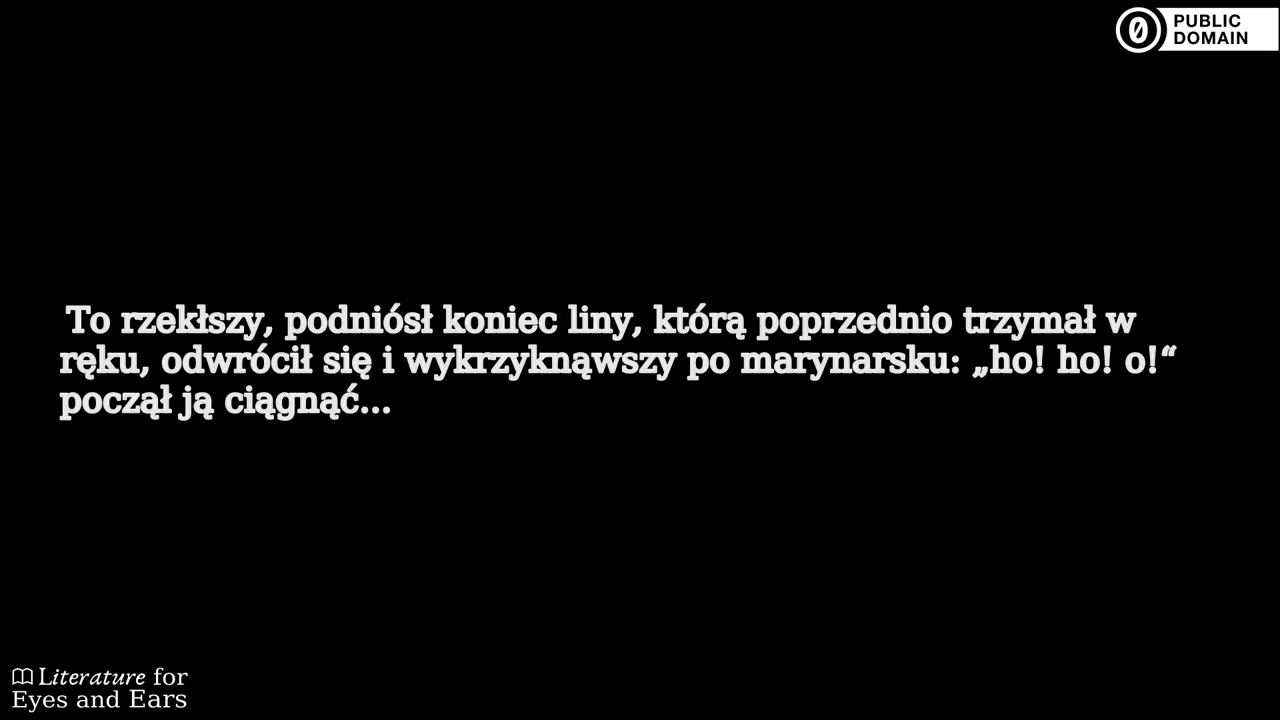 PUBLIC
DOMAIN
To rzekłszy, podniósł koniec liny, którą poprzednio trzymał w
ręku, odwrócił się i wykrzyknąwszy po marynarsku: „ho! ho! o!“
począł ją ciągnąć...
Literature for
Eyes and Ears